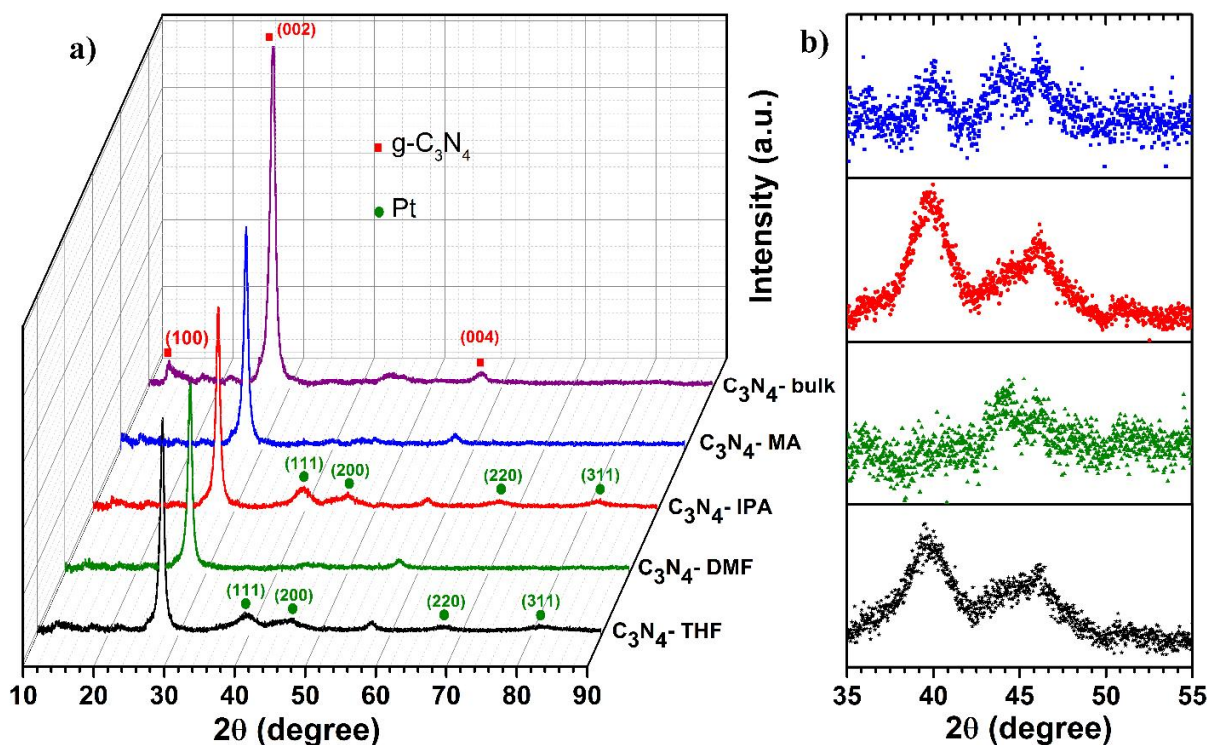 a)
(002)
g-C₃N₄
Pt
(100)
(004)
C₃N₄- bulk
C₃N₄- MA
(111)
(200)
(220)
(311)
C₃N₄- IPA
C₃N₄- DMF
(111)
(200)
(220)
(311)
C₃N₄- THF
10 20 30 40 50 60 70 80 90
2θ (degree)
b)
Intensity (a.u.)
35 40 45 50 55
2θ (degree)